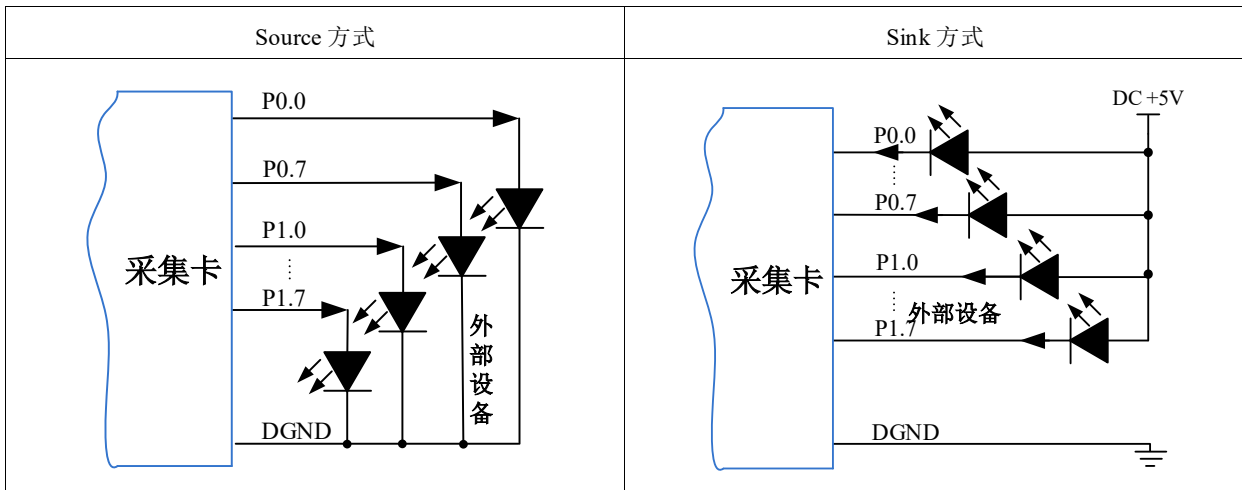 Source 方式
Sink 方式
P0.0
P0.7
P1.0
采集卡
P1.7
外部设备
DGND
DC +5V
P0.0
P0.7
P1.0
采集卡
外部设备
P1.7
DGND